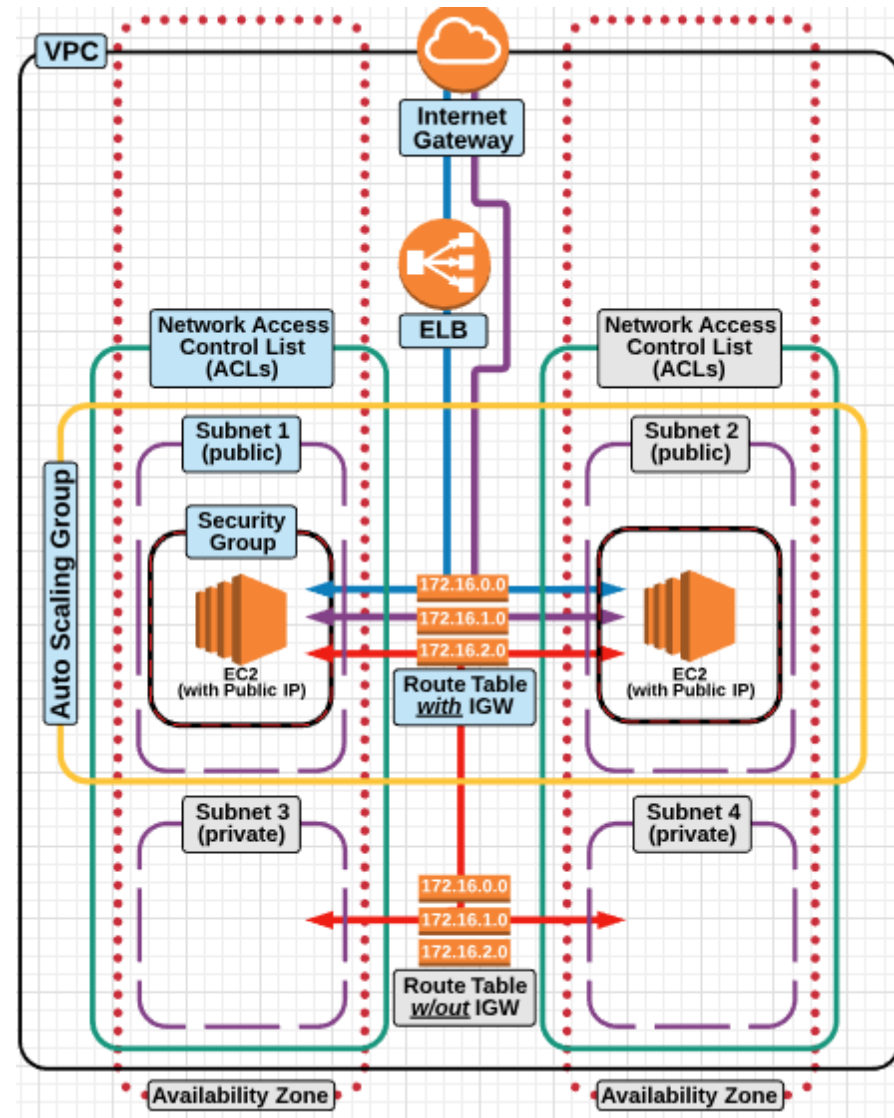 VPC
Internet
Gateway
ELB
Network Access
Control List
(ACLs)
Network Access
Control List
(ACLs)
Auto Scaling Group
Subnet 1
(public)
Subnet 2
(public)
Security
Group
172.16.0.0
172.16.1.0
172.16.2.0
EC2
(with Public IP)
EC2
(with Public IP)
Route Table
with IGW
Subnet 3
(private)
Subnet 4
(private)
172.16.0.0
172.16.1.0
172.16.2.0
Route Table
w/out IGW
Availability Zone
Availability Zone